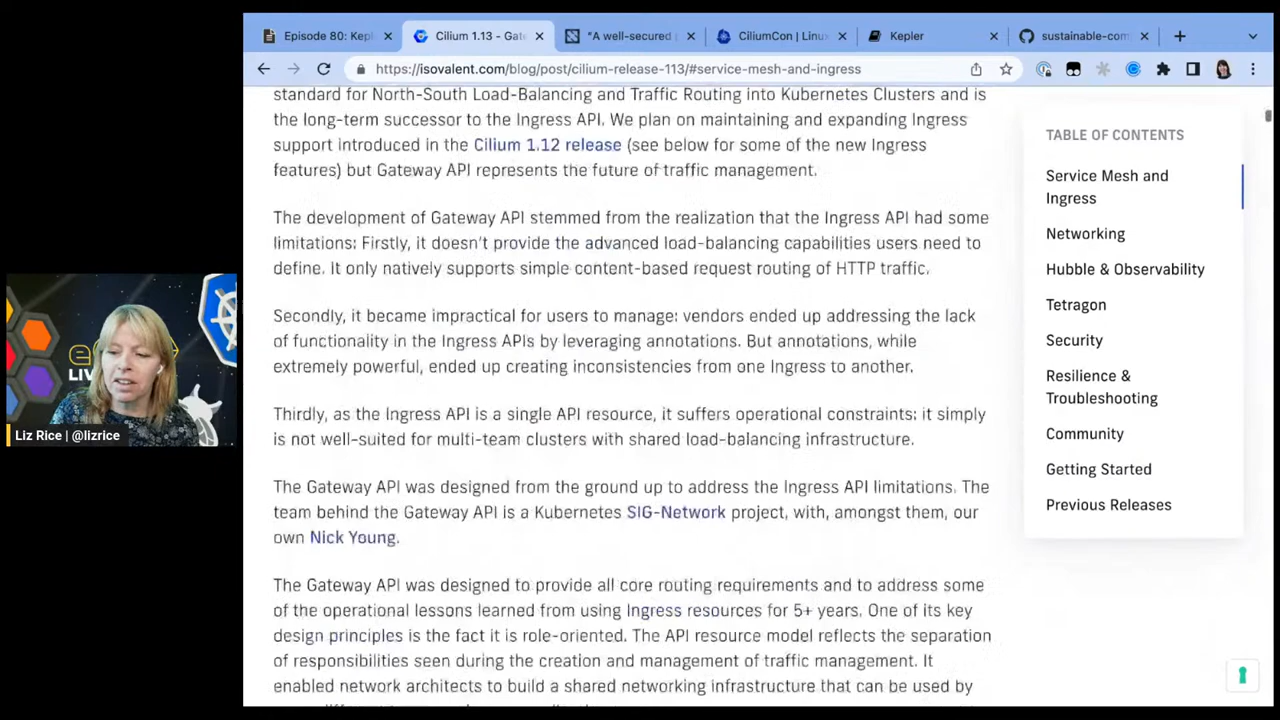 Episode 80: Kepl
Cilium 1.13 - Gat
"A well-secured p
CiliumCon | Linu
Kepler
sustainable-com
https://isovalent.com/blog/post/cilium-release-113/#service-mesh-and-ingress
standard for North-South Load-Balancing and Traffic Routing into Kubernetes Clusters and is
the long-term successor to the Ingress API. We plan on maintaining and expanding Ingress
support introduced in the Cilium 1.12 release (see below for some of the new Ingress
features) but Gateway API represents the future of traffic management.
The development of Gateway API stemmed from the realization that the Ingress API had some
limitations: Firstly, it doesn't provide the advanced load-balancing capabilities users need to
define. It only natively supports simple content-based request routing of HTTP traffic.
Secondly, it became impractical for users to manage: vendors ended up addressing the lack
of functionality in the Ingress APIs by leveraging annotations. But annotations, while
extremely powerful, ended up creating inconsistencies from one Ingress to another.
Thirdly, as the Ingress API is a single API resource, it suffers operational constraints: it simply
is not well-suited for multi-team clusters with shared load-balancing infrastructure.
The Gateway API was designed from the ground up to address the Ingress API limitations. The
team behind the Gateway API is a Kubernetes SIG-Network project, with, amongst them, our
own Nick Young.
The Gateway API was designed to provide all core routing requirements and to address some
of the operational lessons learned from using Ingress resources for 5+ years. One of its key
design principles is the fact it is role-oriented. The API resource model reflects the separation
of responsibilities seen during the creation and management of traffic management. It
enabled network architects to build a shared networking infrastructure that can be used by
TABLE OF CONTENTS
Service Mesh and
Ingress
Networking
Hubble & Observability
Tetragon
Security
Resilience &
Troubleshooting
Community
Getting Started
Previous Releases
LIV
Liz Rice | @lizrice